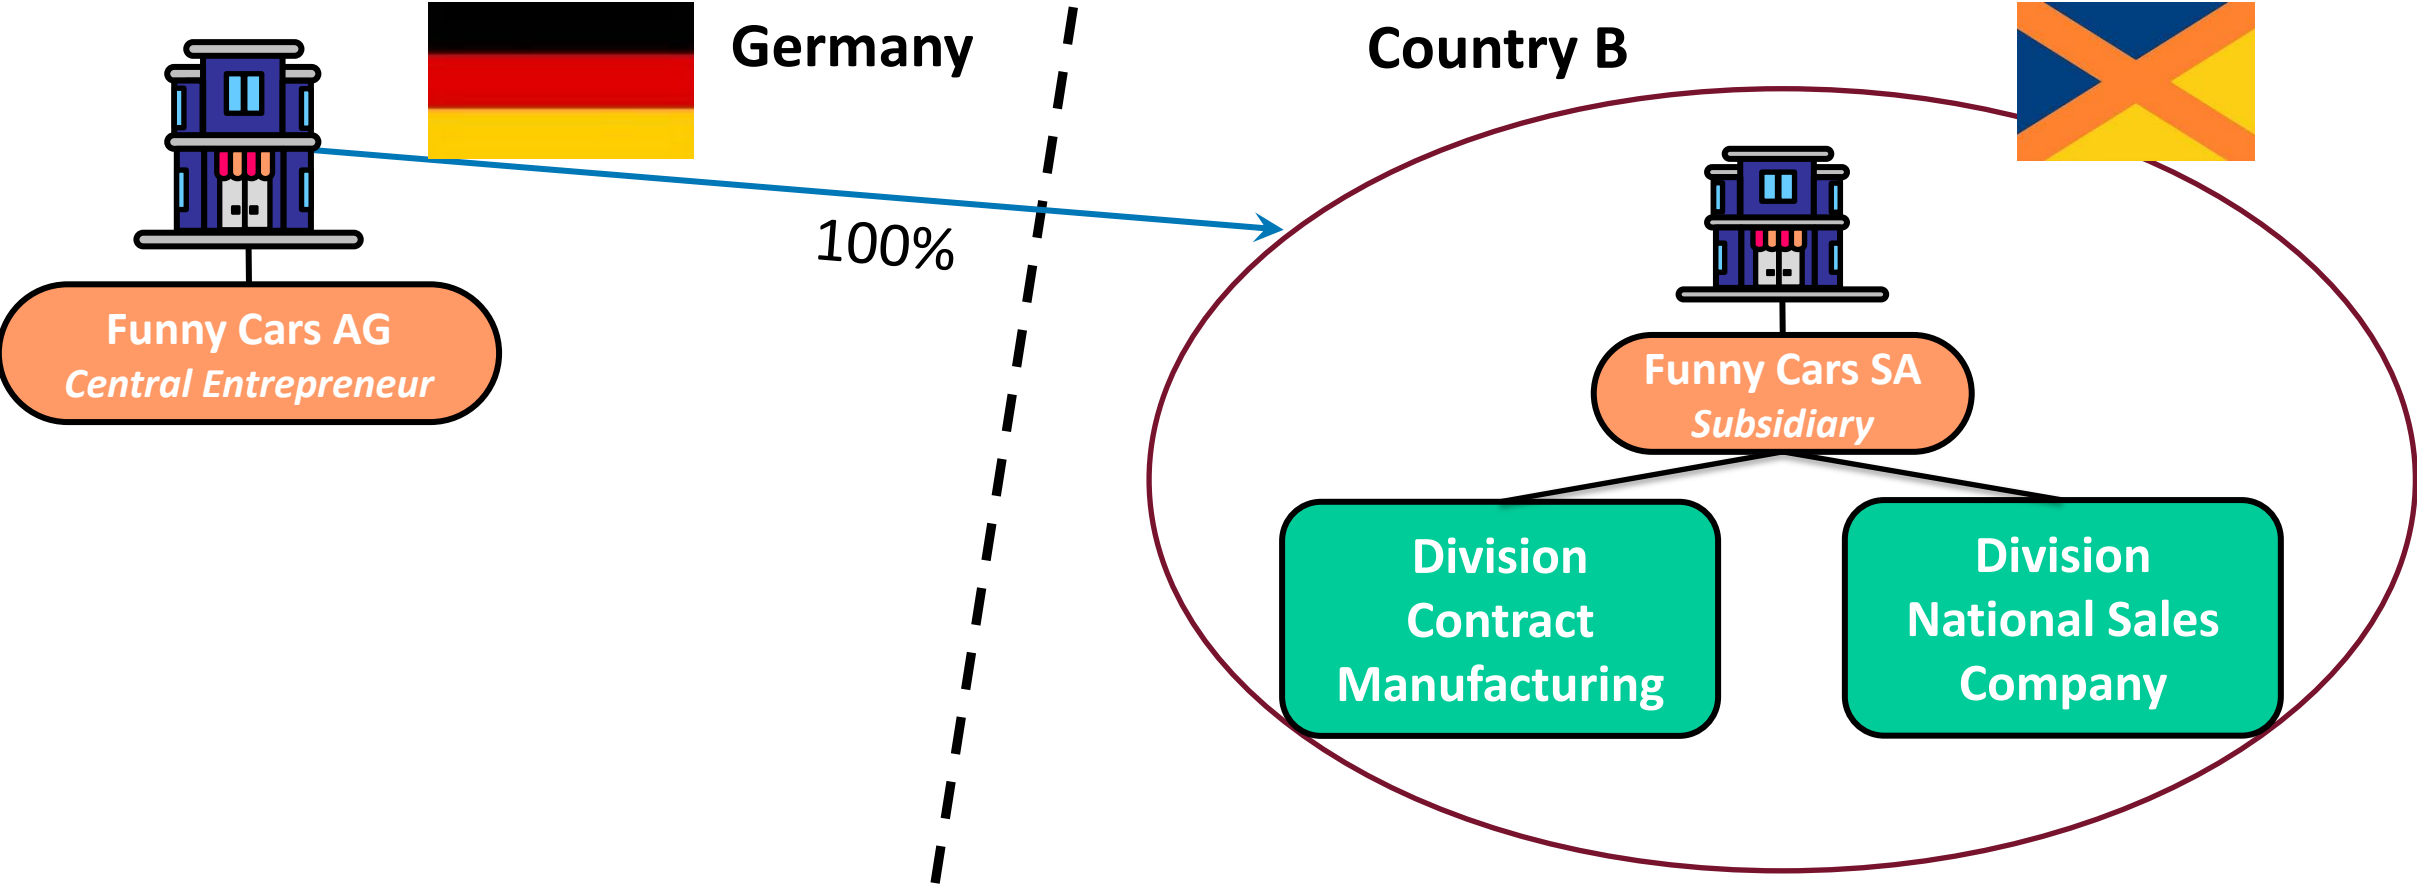 Germany
Country B
100%
Funny Cars AG
Central Entrepreneur
Funny Cars SA
Subsidiary
Division
Contract
Manufacturing
Division
National Sales
Company